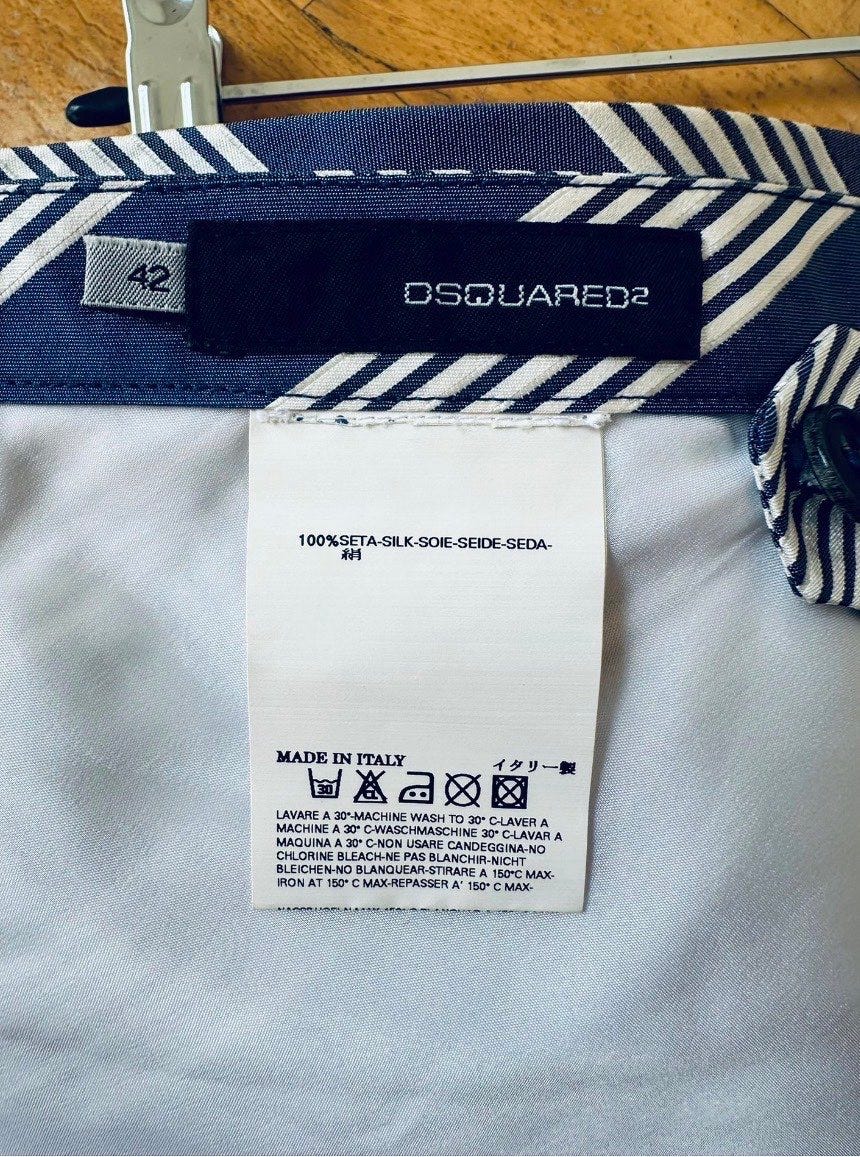 42
DSQUARED2
100%SETA-SILK-SOIE-SEIDE-SEDA-
絹
MADE IN ITALY
イタリー製
30
CL
LAVARE A 30°-MACHINE WASH TO 30° C-LAVER A
MACHINE A 30° C-WASCHMASCHINE 30° C-LAVAR A
MAQUINA A 30° C-NON USARE CANDEGGINA-NO
CHLORINE BLEACH-NE PAS BLANCHIR-NICHT
BLEICHEN-NO BLANQUEAR-STIRARE A 150°C MAX-
IRON AT 150° C MAX-REPASSER A' 150° C MAX-